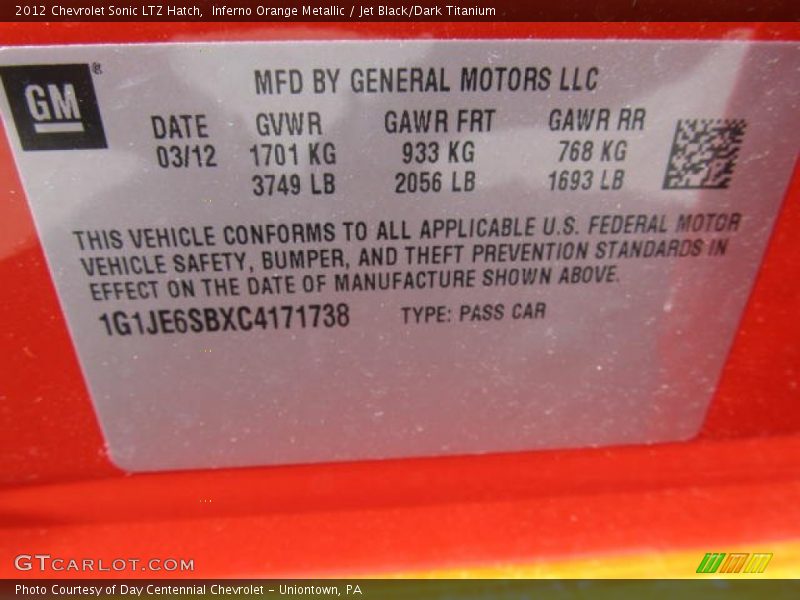 2012 Chevrolet Sonic LTZ Hatch, Inferno Orange Metallic / Jet Black/Dark Titanium
GM®
MFD BY GENERAL MOTORS LLC
DATE GVWR GAWR FRT GAWR RR
03/12 1701 KG 933 KG 768 KG
3749 LB 2056 LB 1693 LB
THIS VEHICLE CONFORMS TO ALL APPLICABLE U.S. FEDERAL MOTOR
VEHICLE SAFETY, BUMPER, AND THEFT PREVENTION STANDARDS IN
EFFECT ON THE DATE OF MANUFACTURE SHOWN ABOVE.
1G1JE6SBXC4171738 TYPE: PASS CAR
GTCARLOT.COM
Photo Courtesy of Day Centennial Chevrolet - Uniontown, PA